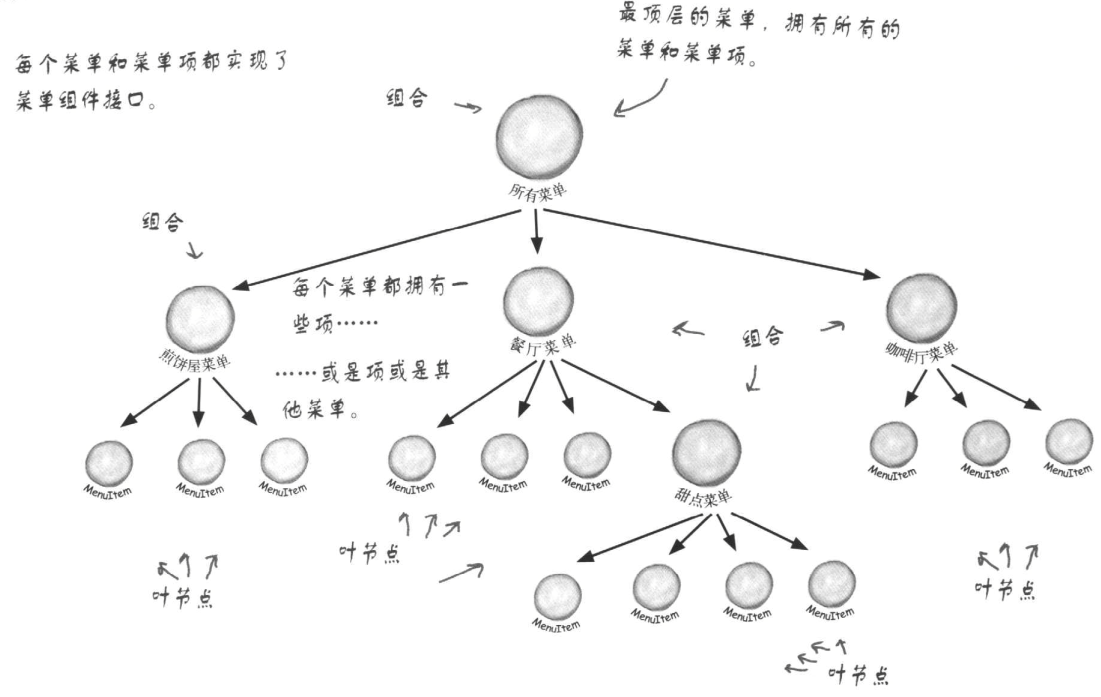 最顶层的菜单，拥有所有的
菜单和菜单项。
每个菜单和菜单项都实现了
菜单组件接口。
组合
所有菜单
组合
每个菜单都拥有一
些项……
……或是项或是其
他菜单。
煎饼屋菜单
餐厅菜单
组合
咖啡厅菜单
MenuItem
MenuItem
MenuItem
MenuItem
MenuItem
MenuItem
甜点菜单
MenuItem
MenuItem
MenuItem
叶节点
叶节点
叶节点
MenuItem
MenuItem
MenuItem
MenuItem
叶节点